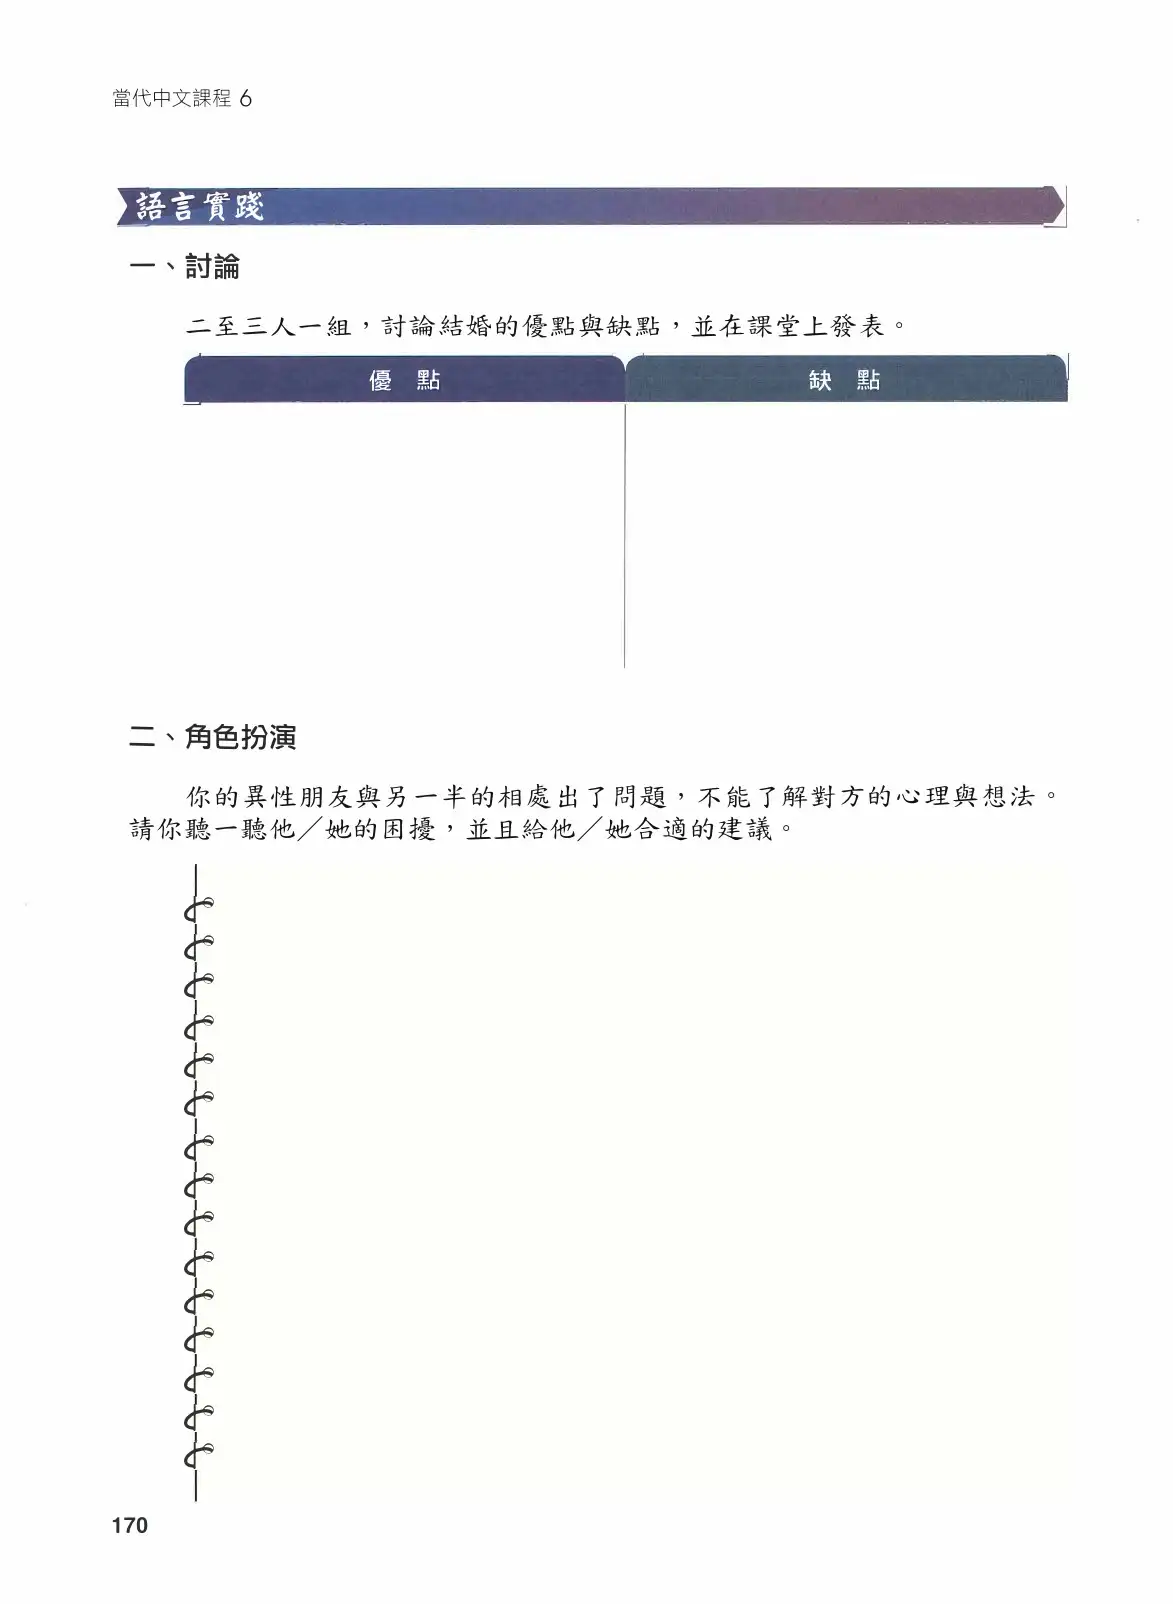 當代中文課程 6
語言實踐
一、討論
二至三人一組，討論結婚的優點與缺點，並在課堂上發表。
優 點
缺 點
二、角色扮演
你的異性朋友與另一半的相處出了問題，不能了解對方的心理與想法。
請你聽一聽他／她的困擾，並且給他／她合適的建議。
170